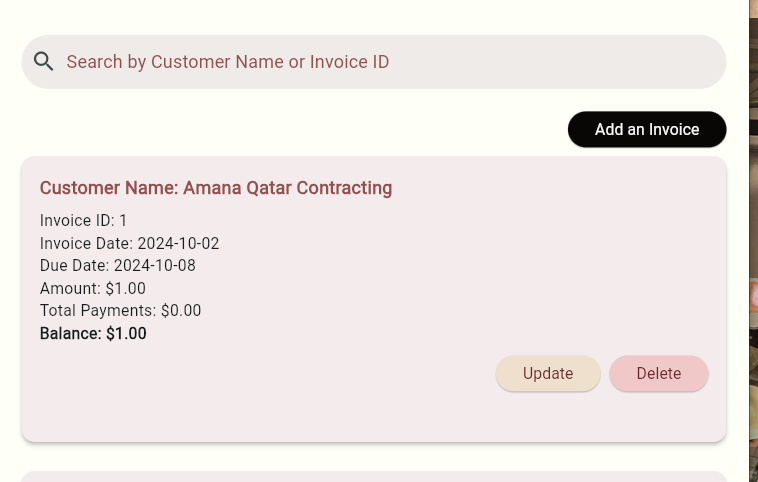 Search by Customer Name or Invoice ID
Add an Invoice
Customer Name: Amana Qatar Contracting
Invoice ID: 1
Invoice Date: 2024-10-02
Due Date: 2024-10-08
Amount: $1.00
Total Payments: $0.00
Balance: $1.00
Update
Delete